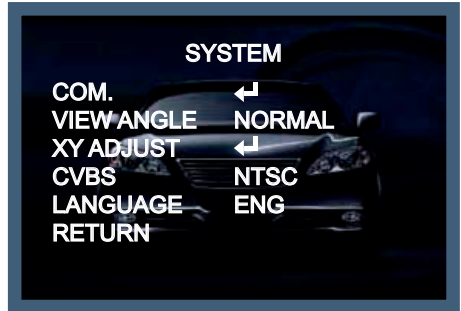 SYSTEM
COM. ↵
VIEW ANGLE NORMAL
XY ADJUST ↵
CVBS NTSC
LANGUAGE ENG
RETURN